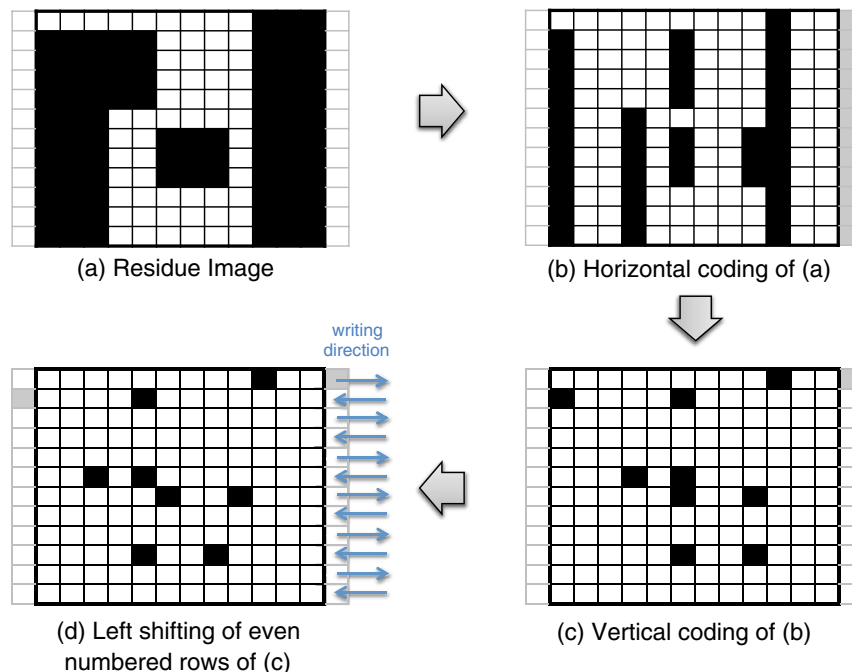 (a) Residue Image
(b) Horizontal coding of (a)
writing
direction
(d) Left shifting of even
numbered rows of (c)
(c) Vertical coding of (b)